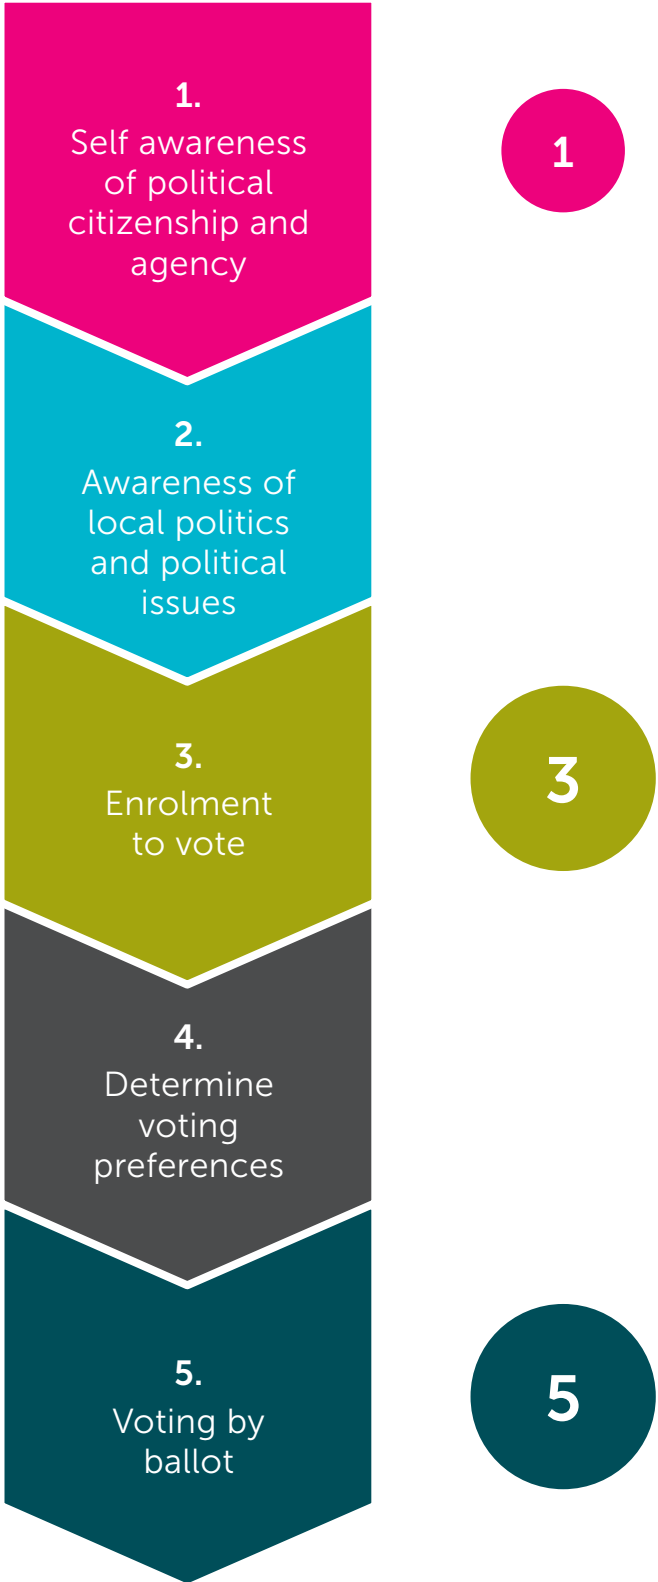 1.
Self awareness
of political
citizenship and
agency
1
2.
Awareness of
local politics
and political
issues
3.
Enrolment
to vote
3
4.
Determine
voting
preferences
5.
Voting by
ballot
5